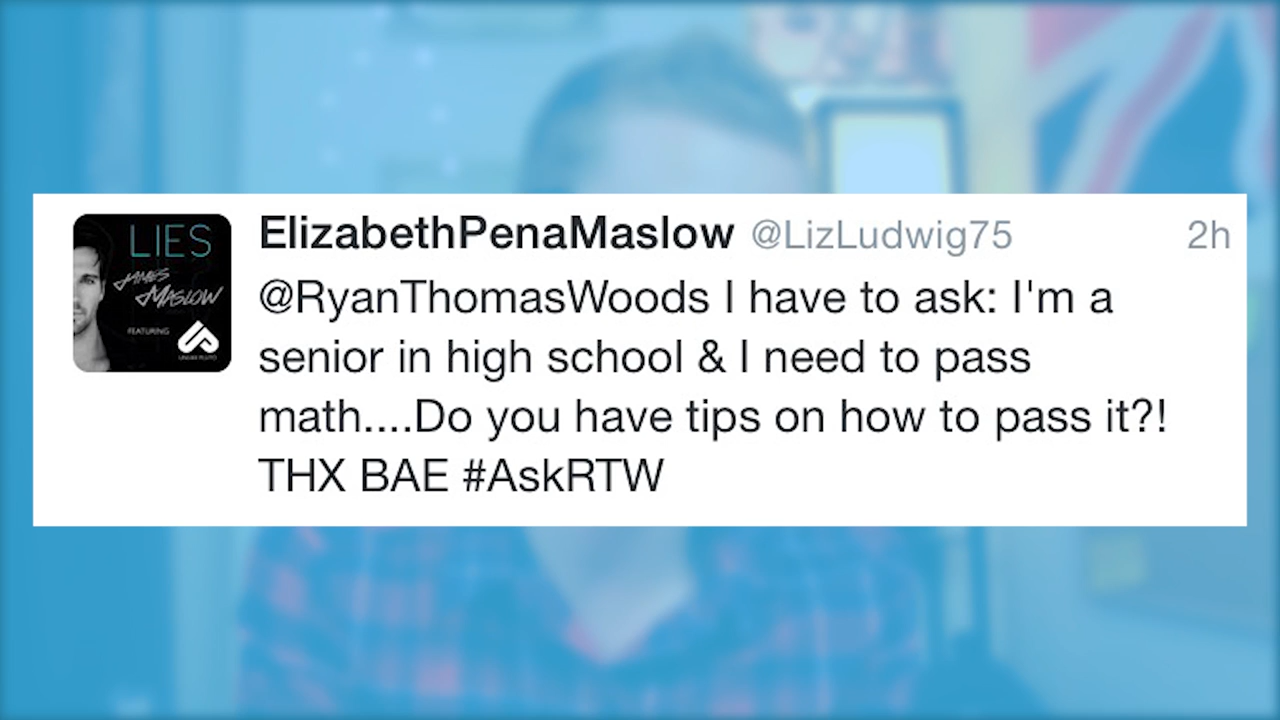 LIES
JAMES
MASLOW
FEATURING
ElizabethPenaMaslow @LizLudwig75 2h
@RyanThomasWoods I have to ask: I'm a
senior in high school & I need to pass
math....Do you have tips on how to pass it?!
THX BAE #AskRTW